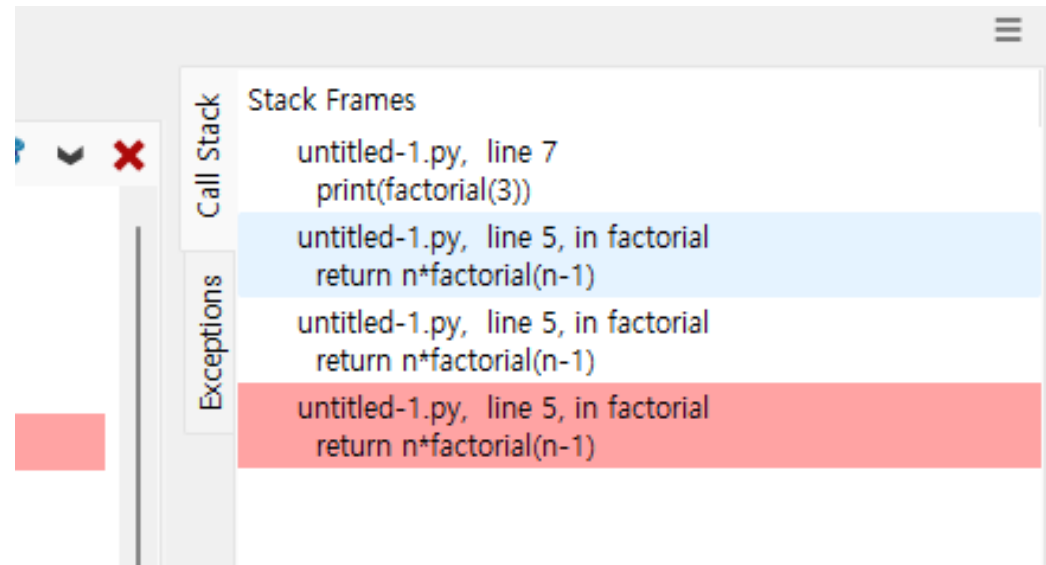 Call Stack
Exceptions
Stack Frames
untitled-1.py,  line 7
print(factorial(3))
untitled-1.py,  line 5, in factorial
return n*factorial(n-1)
untitled-1.py,  line 5, in factorial
return n*factorial(n-1)
untitled-1.py,  line 5, in factorial
return n*factorial(n-1)